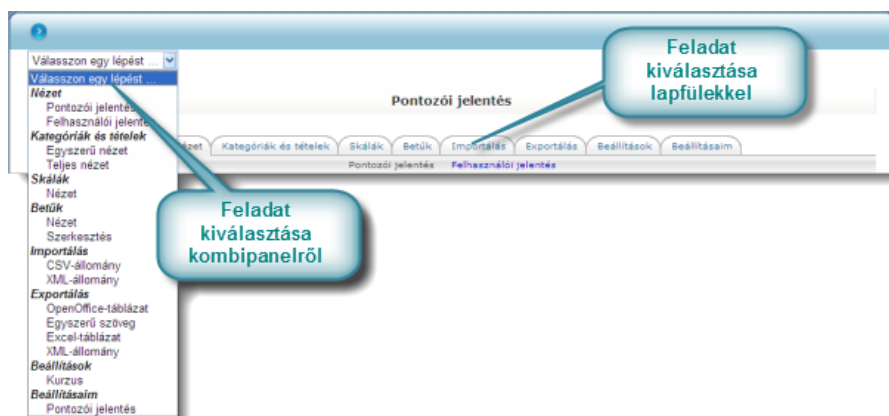 Válasszon egy lépést ...
Válasszon egy lépést ...
Nézet
Pontozói jelentés
Felhasználói jelentés
Kategóriák és tételek
Egyszerű nézet
Teljes nézet
Skálák
Nézet
Betűk
Nézet
Szerkesztés
Importálás
CSV-állomány
XML-állomány
Exportálás
OpenOffice-táblázat
Egyszerű szöveg
Excel-táblázat
XML-állomány
Beállítások
Kurzus
Beállításaim
Pontozói jelentés
Feladat
kiválasztása
lapfülekkel
Pontozói jelentés
Kategóriák és tételek Skálák Betűk Importálás Exportálás Beállítások Beállításaim
Pontozói jelentés Felhasználói jelentés
Feladat
kiválasztása
kombipanelről